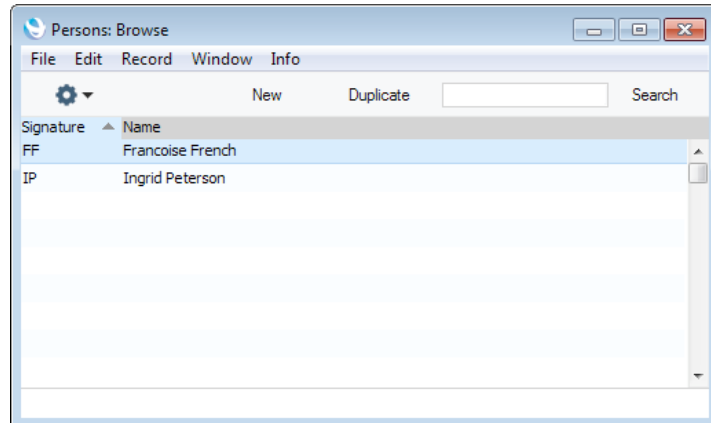 Persons: Browse
File Edit Record Window Info
New Duplicate Search
Signature Name
FF Francoise French
IP Ingrid Peterson